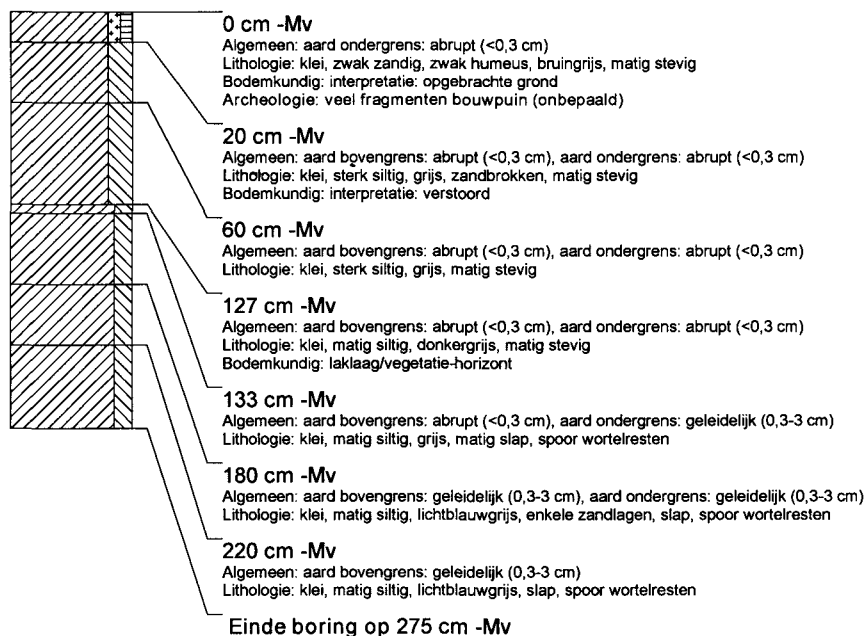 0 cm -Mv
Algemeen: aard ondergrens: abrupt (<0,3 cm)
Lithologie: klei, zwak zandig, zwak humeus, bruingrijs, matig stevig
Bodemkundig: interpretatie: opgebrachte grond
Archeologie: veel fragmenten bouwpuin (onbepaald)
20 cm -Mv
Algemeen: aard bovengrens: abrupt (<0,3 cm), aard ondergrens: abrupt (<0,3 cm)
Lithologie: klei, sterk siltig, grijs, zandbrokken, matig stevig
Bodemkundig: interpretatie: verstoord
60 cm -Mv
Algemeen: aard bovengrens: abrupt (<0,3 cm), aard ondergrens: abrupt (<0,3 cm)
Lithologie: klei, sterk siltig, grijs, matig stevig
127 cm -Mv
Algemeen: aard bovengrens: abrupt (<0,3 cm), aard ondergrens: abrupt (<0,3 cm)
Lithologie: klei, matig siltig, donkergrijs, matig stevig
Bodemkundig: laklaag/vegetatie-horizont
133 cm -Mv
Algemeen: aard bovengrens: abrupt (<0,3 cm), aard ondergrens: geleidelijk (0,3-3 cm)
Lithologie: klei, matig siltig, grijs, matig slap, spoor wortelresten
180 cm -Mv
Algemeen: aard bovengrens: geleidelijk (0,3-3 cm), aard ondergrens: geleidelijk (0,3-3 cm)
Lithologie: klei, matig siltig, lichtblauwgrijs, enkele zandlagen, slap, spoor wortelresten
220 cm -Mv
Algemeen: aard bovengrens: geleidelijk (0,3-3 cm)
Lithologie: klei, matig siltig, lichtblauwgrijs, slap, spoor wortelresten
Einde boring op 275 cm -Mv